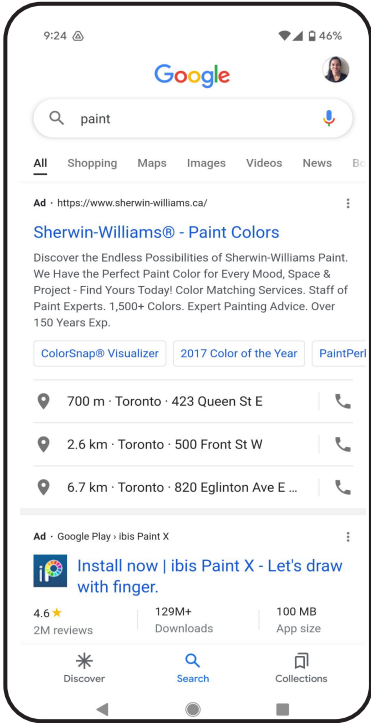 9:24 46%
Google
paint
All Shopping Maps Images Videos News
Ad · https://www.sherwin-williams.ca/
Sherwin-Williams® - Paint Colors
Discover the Endless Possibilities of Sherwin-Williams Paint.
We Have the Perfect Paint Color for Every Mood, Space &
Project - Find Yours Today! Color Matching Services. Staff of
Paint Experts. 1,500+ Colors. Expert Painting Advice. Over
150 Years Exp.
ColorSnap® Visualizer 2017 Color of the Year PaintPerl
700 m · Toronto · 423 Queen St E
2.6 km · Toronto · 500 Front St W
6.7 km · Toronto · 820 Eglinton Ave E ...
Ad · Google Play › ibis Paint X
iP Install now | ibis Paint X - Let's draw
with finger.
4.6★ 129M+ 100 MB
2M reviews Downloads App size
Discover Search Collections